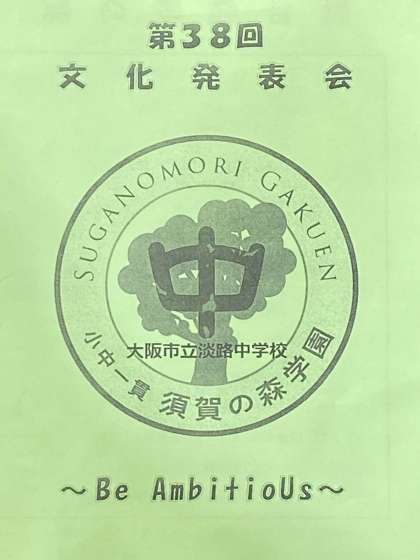 第38回
文化発表会
SUGANOMORI GAKUEN
中
大阪市立淡路中学校
小中一貫 須賀の森学園
～Be AmbitioUs～